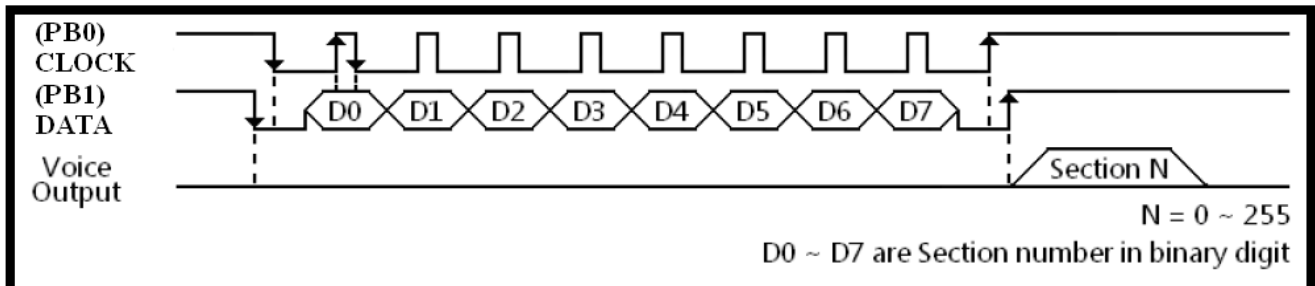 (PB0)
CLOCK
(PB1)
DATA
D0 D1 D2 D3 D4 D5 D6 D7
Voice
Output
Section N
N = 0 ~ 255
D0 ~ D7 are Section number in binary digit